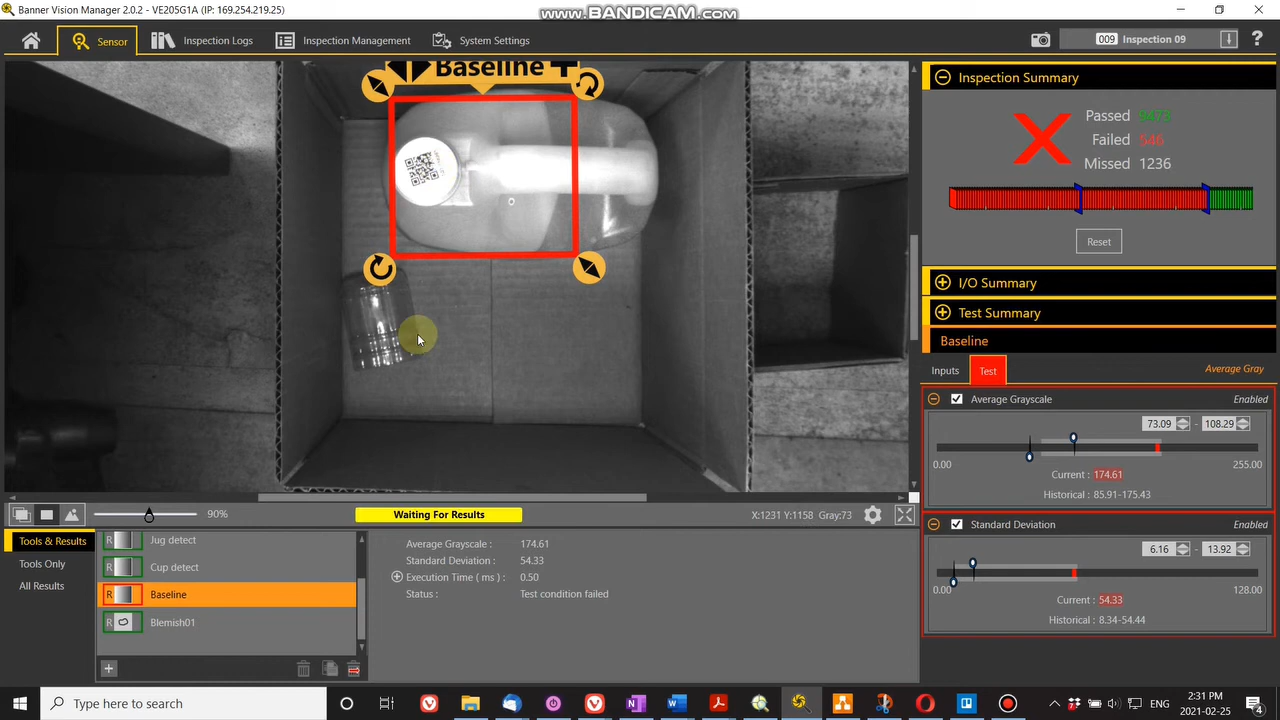 Banner Vision Manager 2.0.2 - VE205G1A (IP: 169.254.219.25)
www.BANDICAM.com
Sensor
Inspection Logs
Inspection Management
System Settings
009 Inspection 09
?
Baseline
Inspection Summary
Passed 9473
Failed 546
Missed 1236
Reset
I/O Summary
Test Summary
Baseline
Inputs
Test
Average Gray
Average Grayscale
Enabled
73.09 - 108.29
0.00
255.00
Current : 174.61
Historical : 85.91-175.43
Standard Deviation
Enabled
6.16 - 13.92
0.00
128.00
Current : 54.33
Historical : 8.34-54.44
90%
Waiting For Results
X:1231 Y:1158 Gray:73
Tools & Results
Tools Only
All Results
R Jug detect
R Cup detect
R Baseline
R Blemish01
Average Grayscale : 174.61
Standard Deviation : 54.33
Execution Time ( ms ) : 0.50
Status : Test condition failed
Type here to search
ENG
2:31 PM
2021-02-25
4